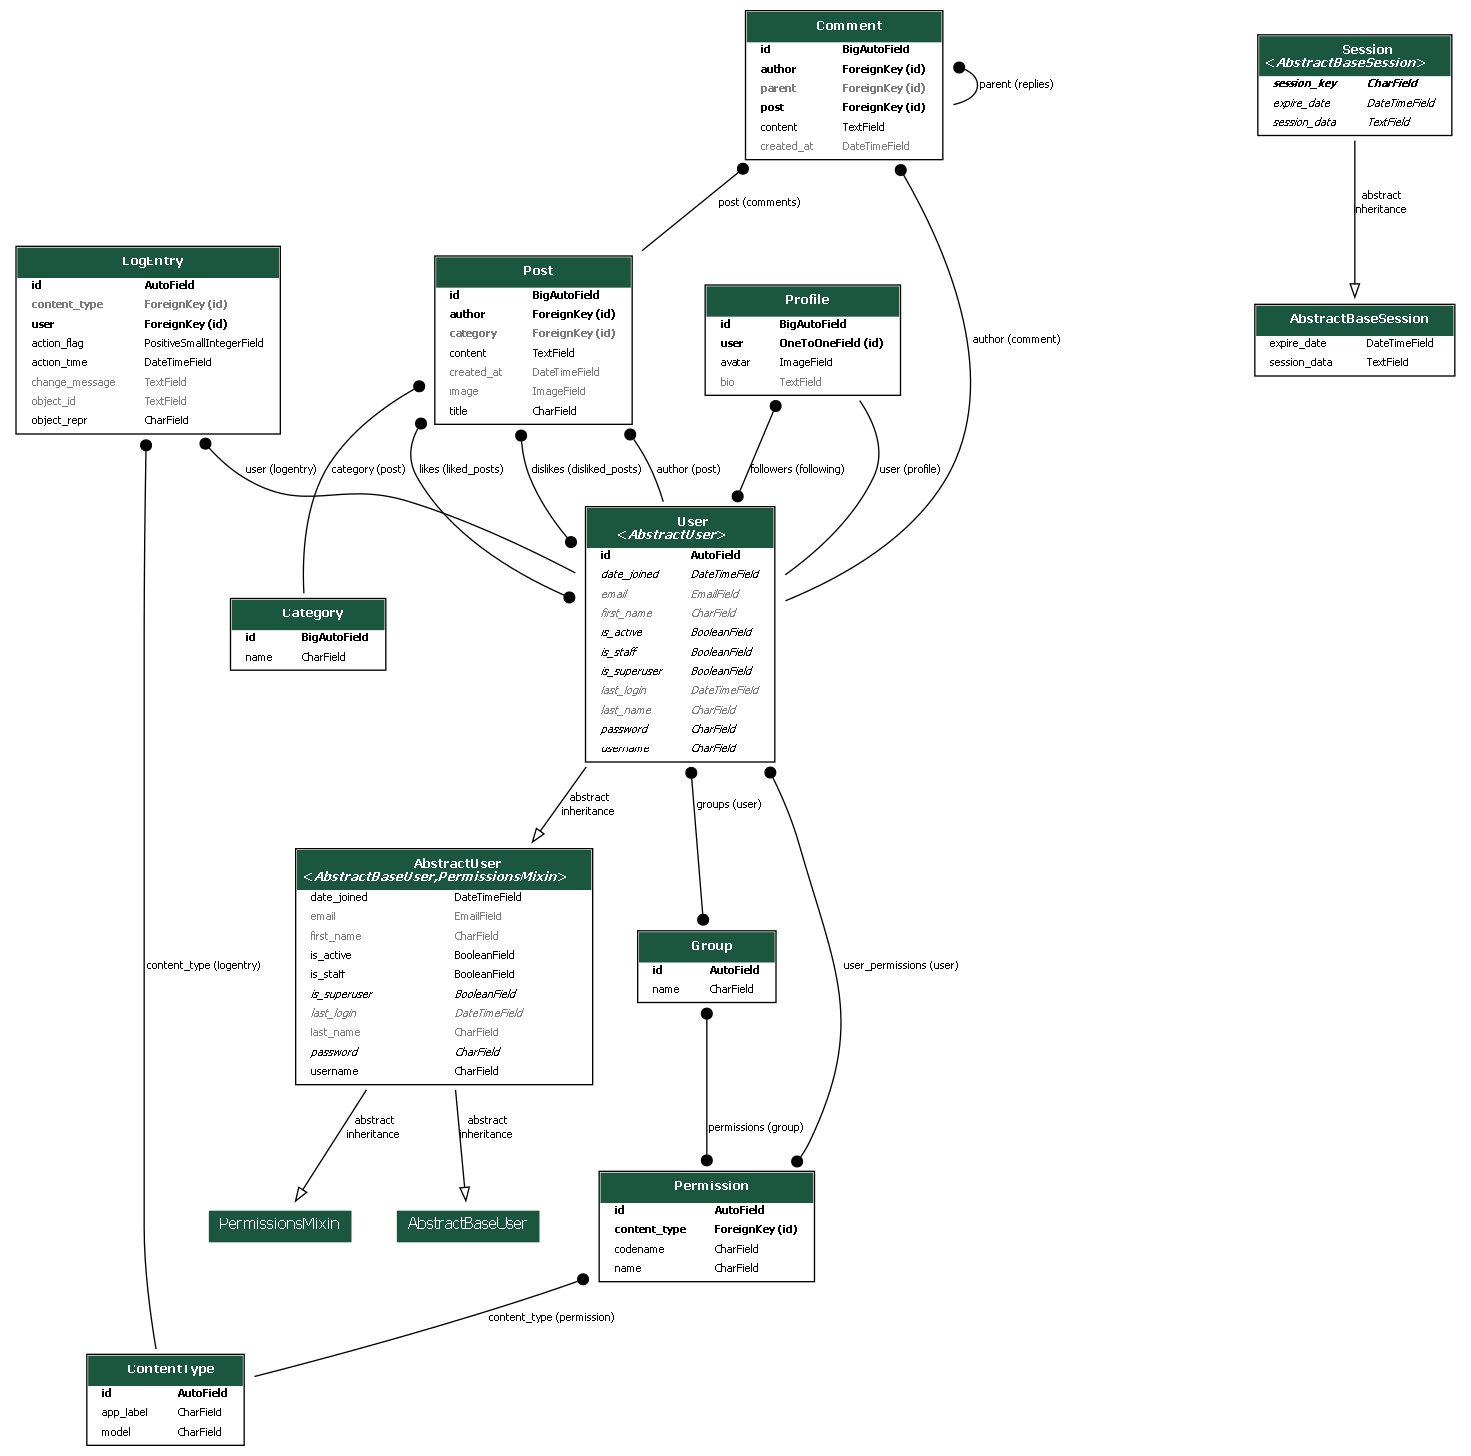 Comment
id BigAutoField
author ForeignKey (id)
parent ForeignKey (id)
post ForeignKey (id)
content TextField
created_at DateTimeField
parent (replies)
Session
<AbstractBaseSession>
session_key CharField
expire_date DateTimeField
session_data TextField
abstract
inheritance
AbstractBaseSession
expire_date DateTimeField
session_data TextField
post (comments)
author (comment)
LogEntry
id AutoField
content_type ForeignKey (id)
user ForeignKey (id)
action_flag PositiveSmallIntegerField
action_time DateTimeField
change_message TextField
object_id TextField
object_repr CharField
Post
id BigAutoField
author ForeignKey (id)
category ForeignKey (id)
content TextField
created_at DateTimeField
image ImageField
title CharField
Profile
id BigAutoField
user OneToOneField (id)
avatar ImageField
bio TextField
user (logentry)
category (post)
likes (liked_posts)
dislikes (disliked_posts)
author (post)
followers (following)
user (profile)
User
<AbstractUser>
id AutoField
date_joined DateTimeField
email EmailField
first_name CharField
is_active BooleanField
is_staff BooleanField
is_superuser BooleanField
last_login DateTimeField
last_name CharField
password CharField
username CharField
Category
id BigAutoField
name CharField
abstract
inheritance
groups (user)
AbstractUser
<AbstractBaseUser,PermissionsMixin>
date_joined DateTimeField
email EmailField
first_name CharField
is_active BooleanField
is_staff BooleanField
is_superuser BooleanField
last_login DateTimeField
last_name CharField
password CharField
username CharField
Group
id AutoField
name CharField
content_type (logentry)
user_permissions (user)
abstract
inheritance
abstract
inheritance
permissions (group)
PermissionsMixin
AbstractBaseUser
Permission
id AutoField
content_type ForeignKey (id)
codename CharField
name CharField
content_type (permission)
ContentType
id AutoField
app_label CharField
model CharField